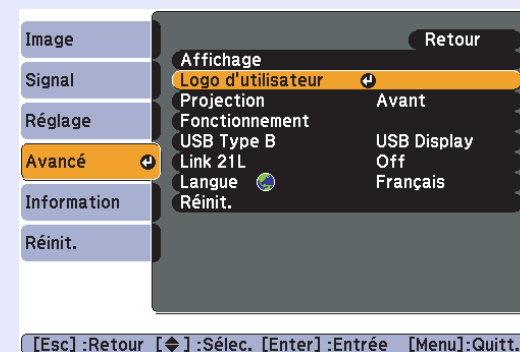 Image
Signal
Réglage
Avancé
Information
Réinit.
Retour
Affichage
Logo d'utilisateur
Projection Avant
Fonctionnement
USB Type B USB Display
Link 21L Off
Langue Français
Réinit.
[Esc] :Retour [◆] :Sélec. [Enter] :Entrée [Menu]:Quitt.